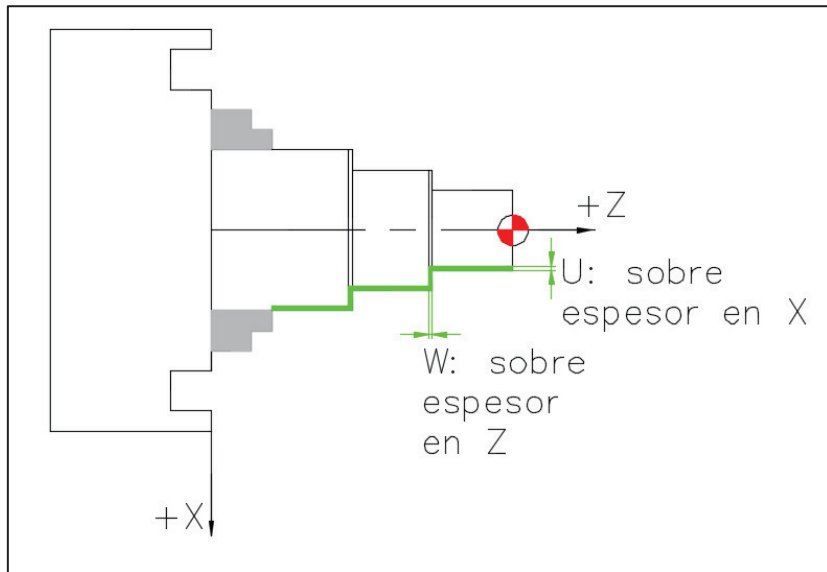 +Z
U: sobre
espesor en X
W: sobre
espesor
en Z
+X